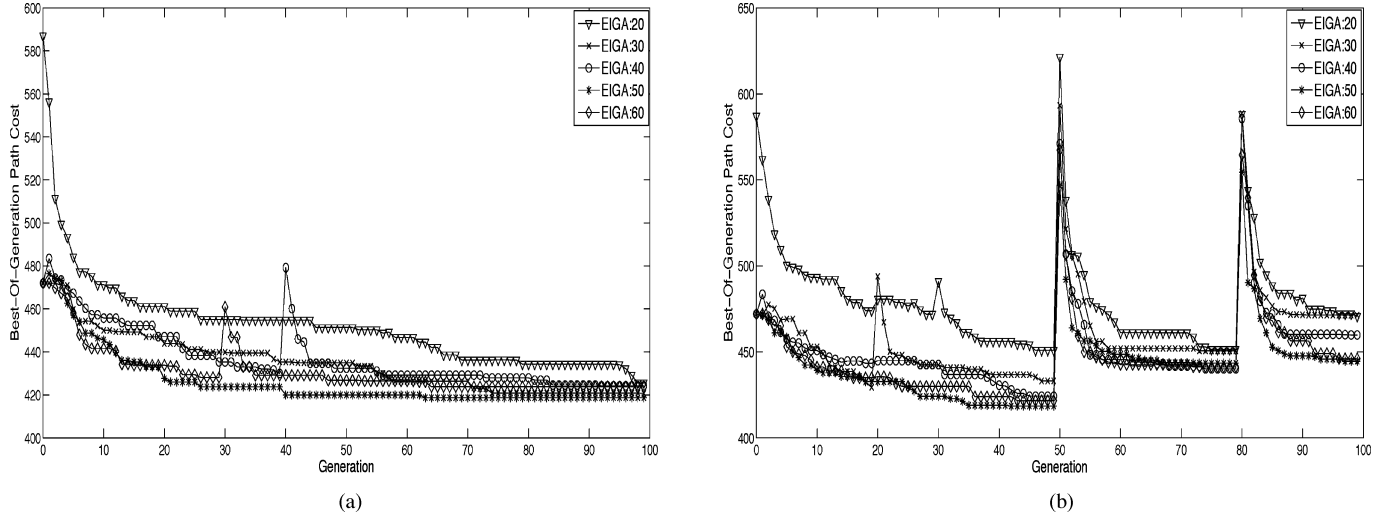 600
580
560
540
520
500
480
460
440
420
400
Best-Of-Generation Path Cost
0 10 20 30 40 50 60 70 80 90 100
Generation
EIGA:20
EIGA:30
EIGA:40
EIGA:50
EIGA:60
(a)
650
600
550
500
450
400
Best-Of-Generation Path Cost
0 10 20 30 40 50 60 70 80 90 100
Generation
EIGA:20
EIGA:30
EIGA:40
EIGA:50
EIGA:60
(b)